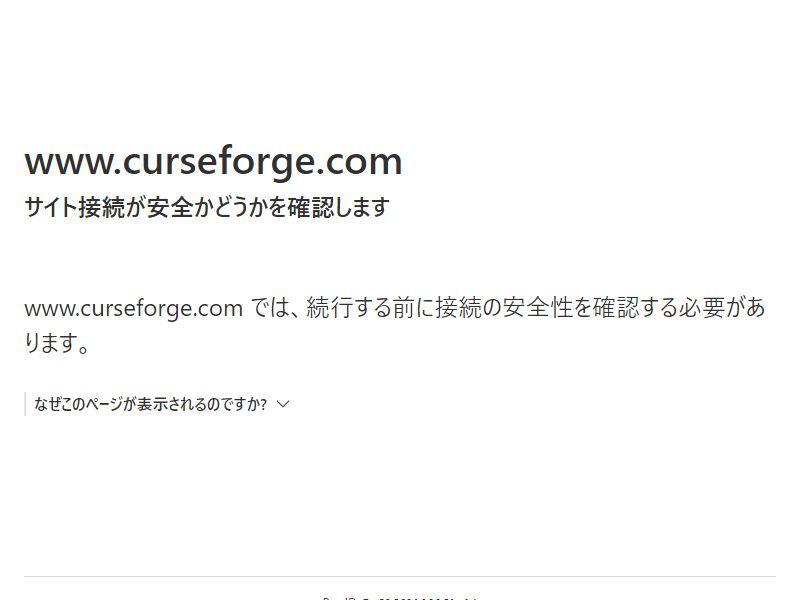 www.curseforge.com
サイト接続が安全かどうかを確認します
www.curseforge.com では、続行する前に接続の安全性を確認する必要があ
ります。
なぜこのページが表示されるのですか?